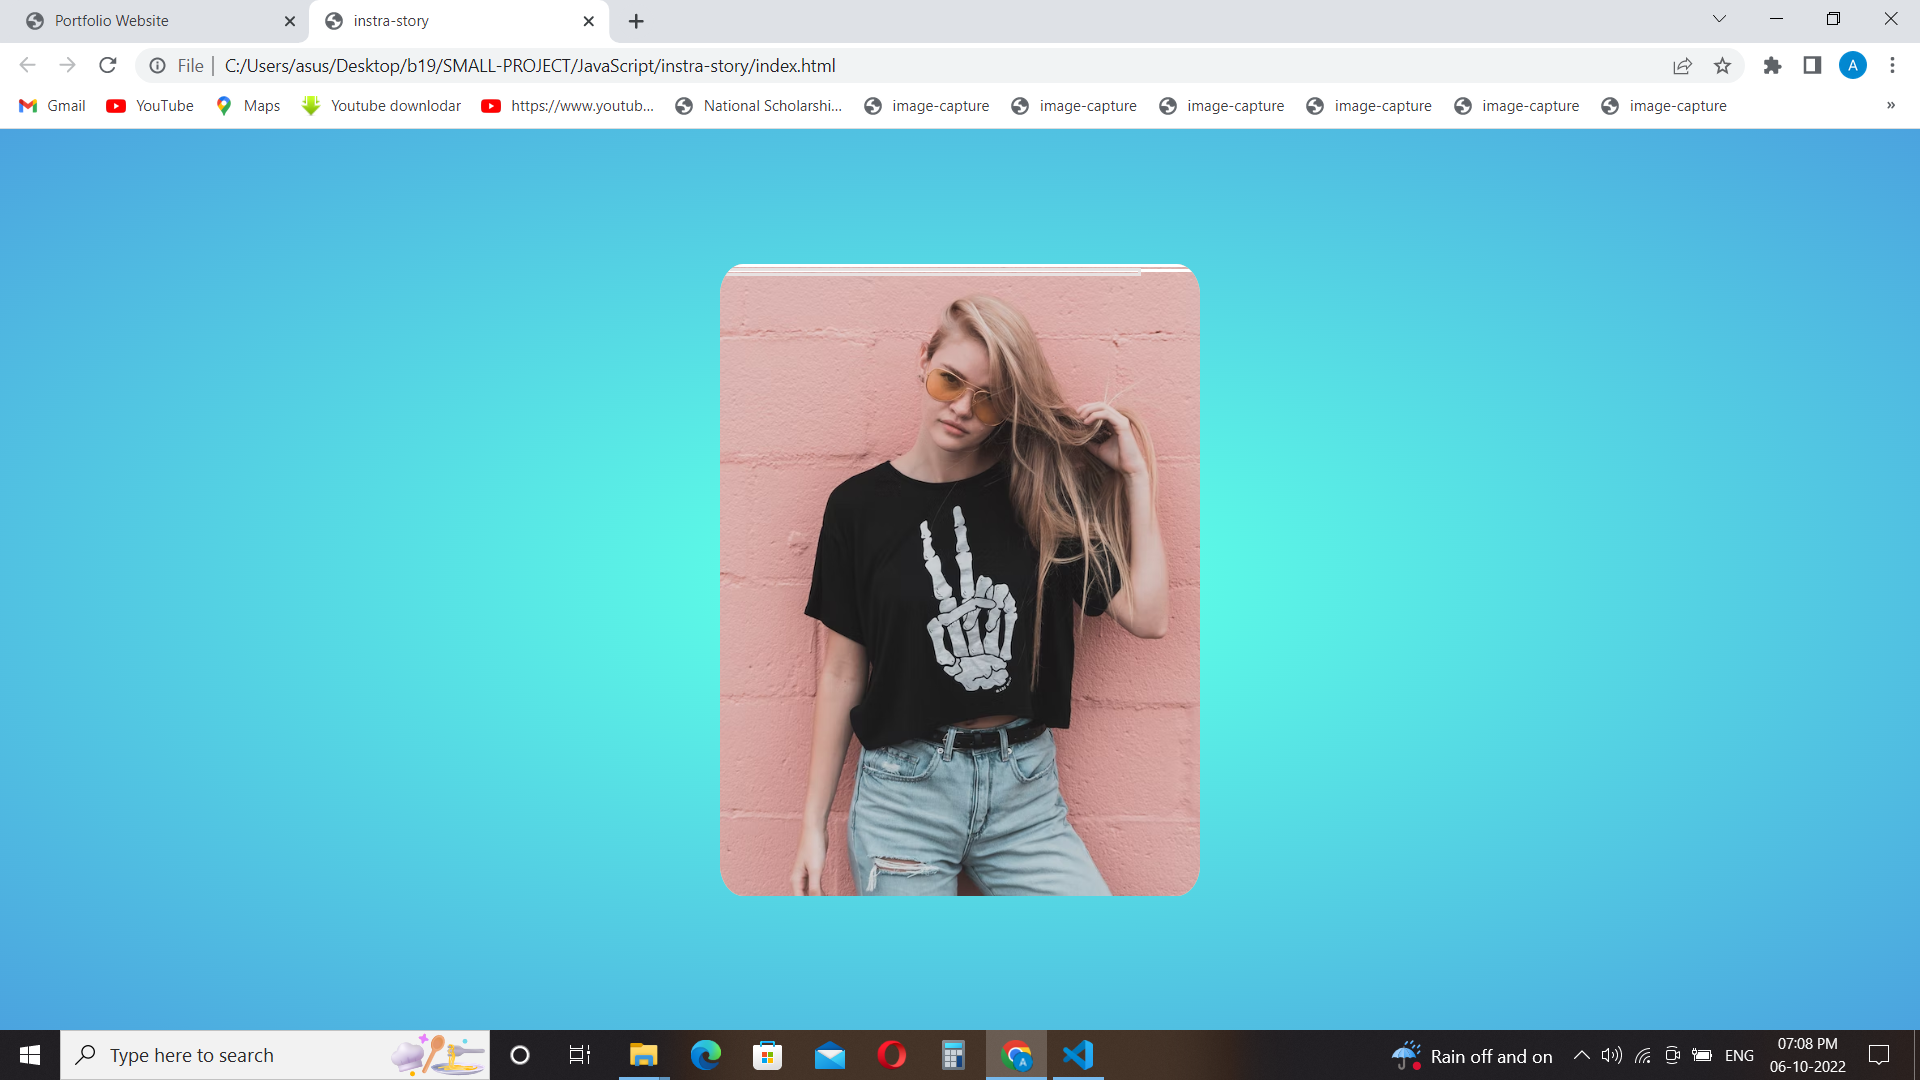 Portfolio Website
instra-story
File
C:/Users/asus/Desktop/b19/SMALL-PROJECT/JavaScript/instra-story/index.html
A
Gmail
YouTube
Maps
Youtube downlodar
https://www.youtub...
National Scholarshi...
image-capture
image-capture
image-capture
image-capture
image-capture
image-capture
»
Type here to search
A
Rain off and on
ENG
07:08 PM
06-10-2022